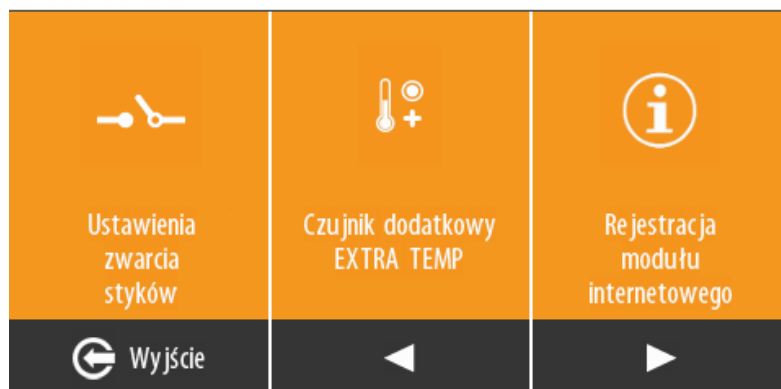 Ustawienia
zwarcia
styków
Czujnik dodatkowy
EXTRA TEMP
Rejestracja
modułu
internetowego
Wyjście